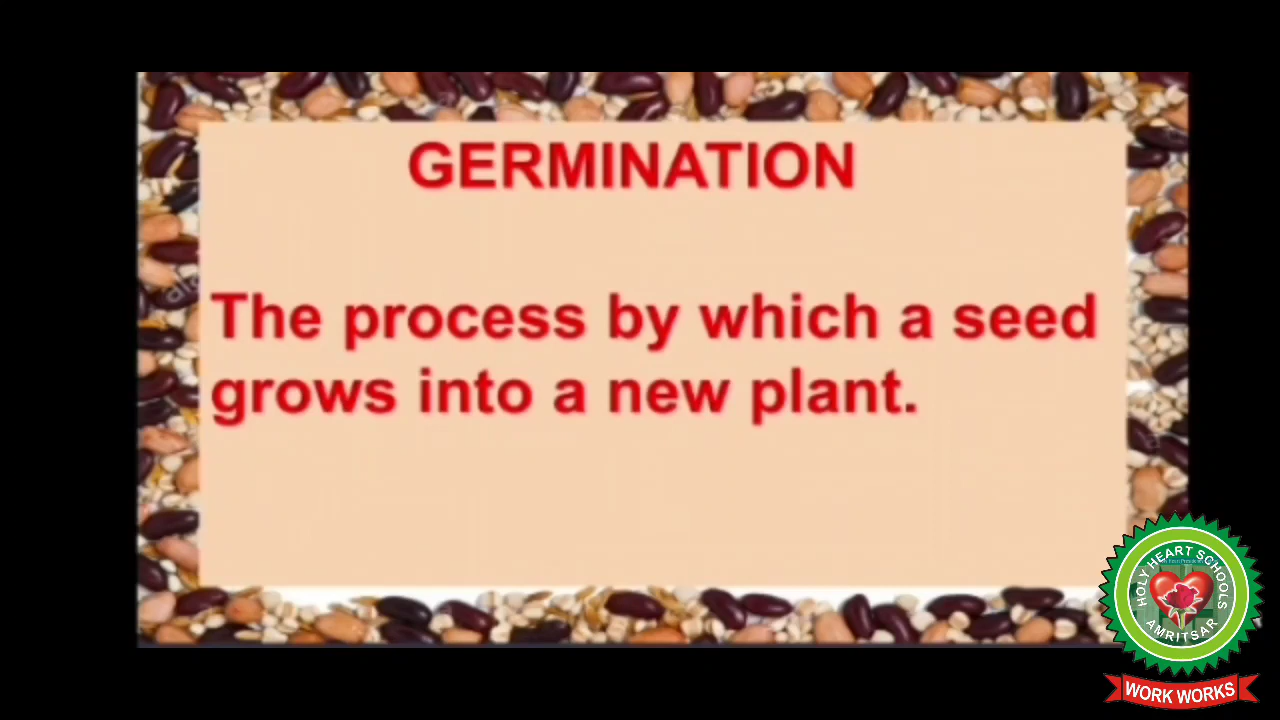 GERMINATION
The process by which a seed
grows into a new plant.
HOLY HEART SCHOOLS
AMRITSAR
WORK WORKS